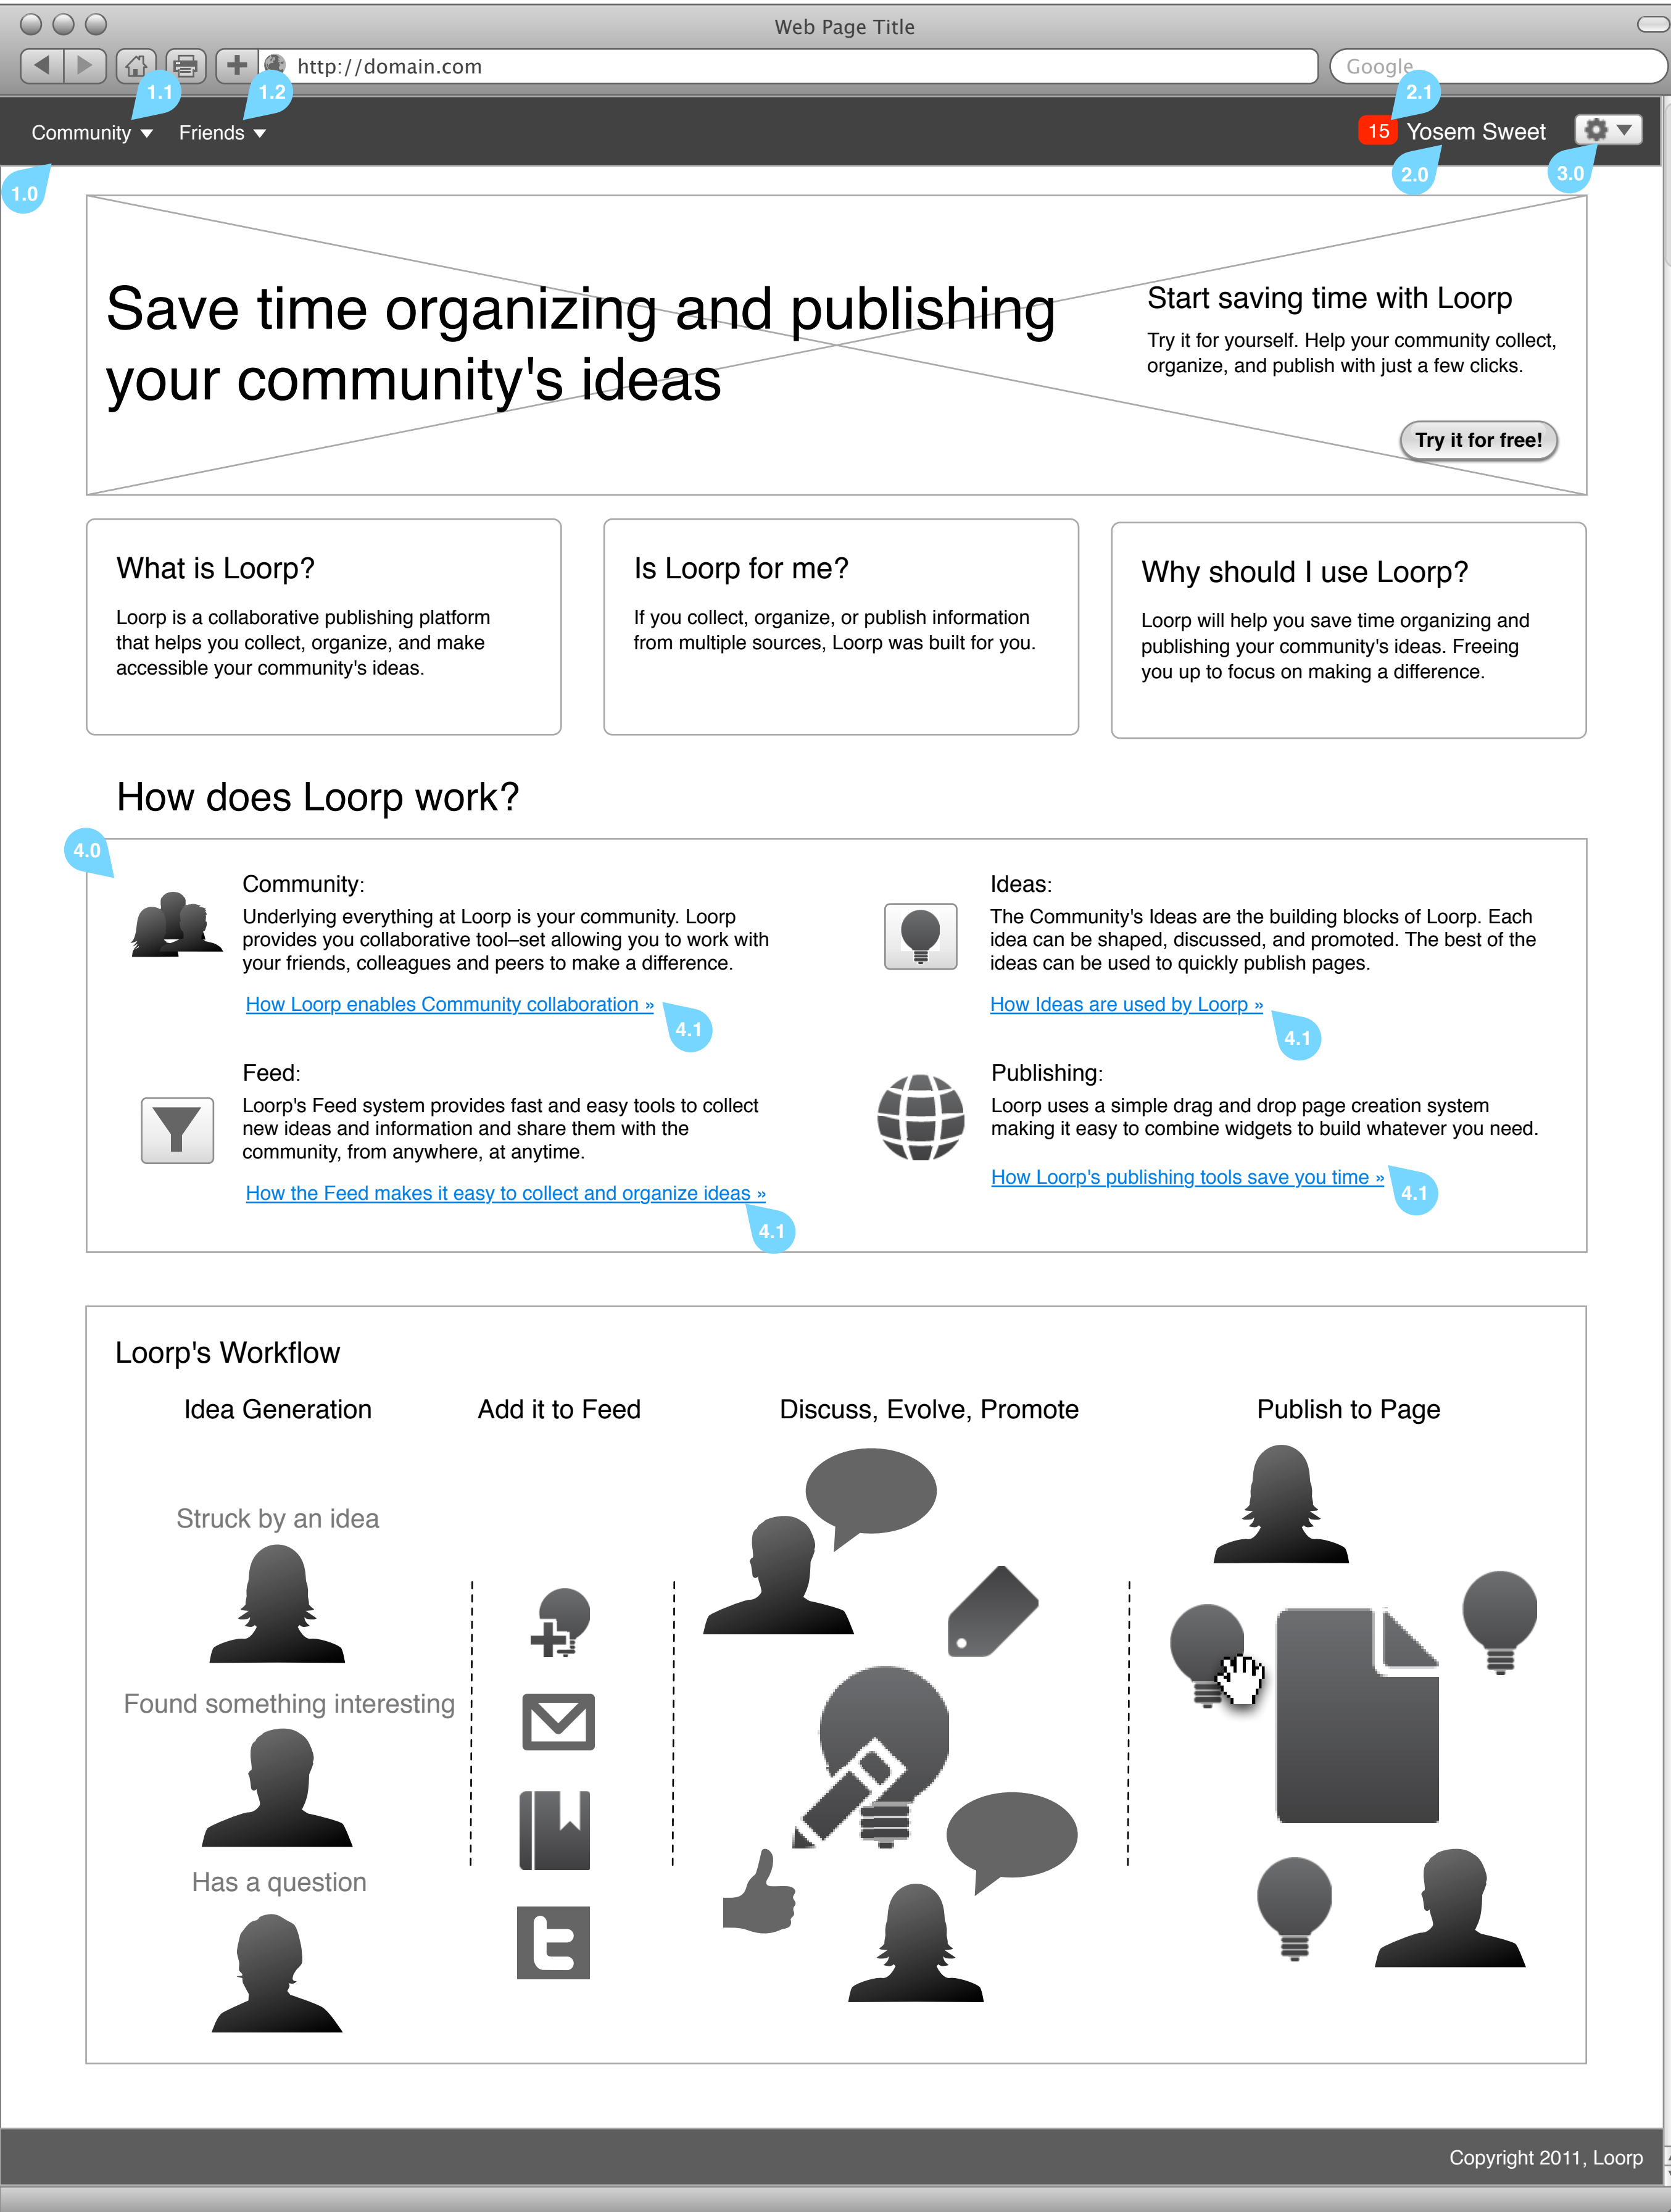 Web Page Title
http://domain.com
Google
1.1
1.2
2.1
Community
Friends
15
Yosem Sweet
1.0
2.0
3.0
Save time organizing and publishing
your community's ideas
Start saving time with Loorp
Try it for yourself. Help your community collect,
organize, and publish with just a few clicks.
Try it for free!
What is Loorp?
Loorp is a collaborative publishing platform
that helps you collect, organize, and make
accessible your community's ideas.
Is Loorp for me?
If you collect, organize, or publish information
from multiple sources, Loorp was built for you.
Why should I use Loorp?
Loorp will help you save time organizing and
publishing your community's ideas. Freeing
you up to focus on making a difference.
How does Loorp work?
4.0
Community:
Underlying everything at Loorp is your community. Loorp
provides you collaborative tool–set allowing you to work with
your friends, colleagues and peers to make a difference.
How Loorp enables Community collaboration »
4.1
Ideas:
The Community's Ideas are the building blocks of Loorp. Each
idea can be shaped, discussed, and promoted. The best of the
ideas can be used to quickly publish pages.
How Ideas are used by Loorp »
4.1
Feed:
Loorp's Feed system provides fast and easy tools to collect
new ideas and information and share them with the
community, from anywhere, at anytime.
How the Feed makes it easy to collect and organize ideas »
4.1
Publishing:
Loorp uses a simple drag and drop page creation system
making it easy to combine widgets to build whatever you need.
How Loorp's publishing tools save you time »
4.1
Loorp's Workflow
Idea Generation
Add it to Feed
Discuss, Evolve, Promote
Publish to Page
Struck by an idea
Found something interesting
Has a question
Copyright 2011, Loorp